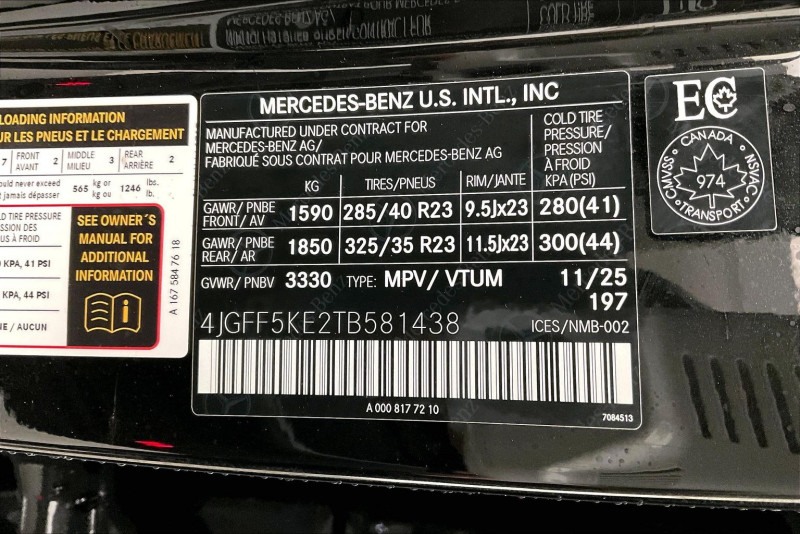 LOADING INFORMATION
UR LES PNEUS ET LE CHARGEMENT
7 FRONT AVANT 2 MIDDLE MILIEU 3 REAR ARRIÈRE 2
ould never exceed
t jamais dépasser 565 kg or kg ou 1246 lbs. lb.
LD TIRE PRESSURE
ESSION DES
S À FROID
KPA, 41 PSI
KPA, 44 PSI
NE / AUCUN
SEE OWNER´S
MANUAL FOR
ADDITIONAL
INFORMATION
A 167 584 76 18
MERCEDES-BENZ U.S. INTL., INC
MANUFACTURED UNDER CONTRACT FOR
MERCEDES-BENZ AG/
FABRIQUÉ SOUS CONTRAT POUR MERCEDES-BENZ AG
COLD TIRE
PRESSURE/
PRESSION
À FROID
KPA (PSI)
KG TIRES/PNEUS RIM/JANTE
GAWR/ PNBE
FRONT/ AV 1590 285/40 R23 9.5Jx23 280(41)
GAWR/ PNBE
REAR/ AR 1850 325/35 R23 11.5Jx23 300(44)
GVWR/ PNBV 3330 TYPE: MPV/ VTUM 11/25
197
4JGFF5KE2TB581438 ICES/NMB-002
A 000 817 72 10
7084513
EC
CANADA
CMVSS 974 NSVAC
TRANSPORT